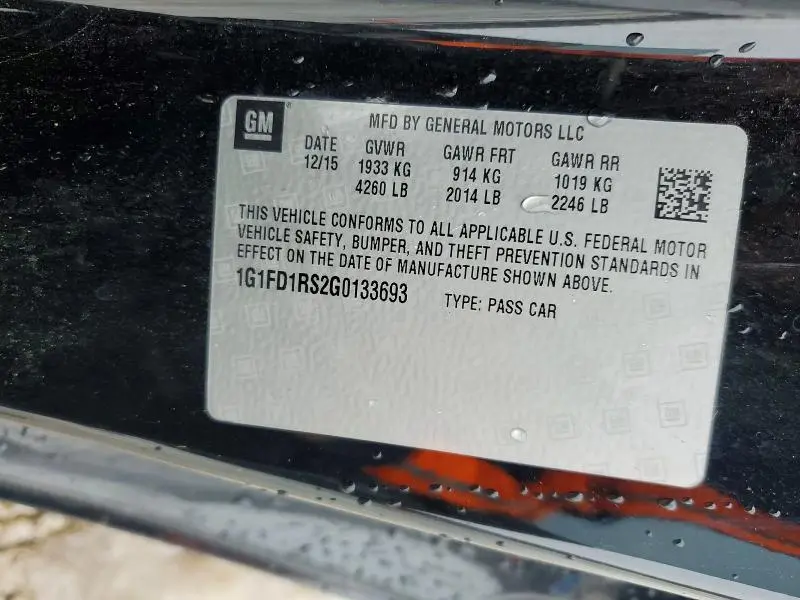 GM
MFD BY GENERAL MOTORS LLC
DATE GVWR GAWR FRT GAWR RR
12/15 1933 KG 914 KG 1019 KG
4260 LB 2014 LB 2246 LB
THIS VEHICLE CONFORMS TO ALL APPLICABLE U.S. FEDERAL MOTOR
VEHICLE SAFETY, BUMPER, AND THEFT PREVENTION STANDARDS IN
EFFECT ON THE DATE OF MANUFACTURE SHOWN ABOVE.
1G1FD1RS2G0133693 TYPE: PASS CAR